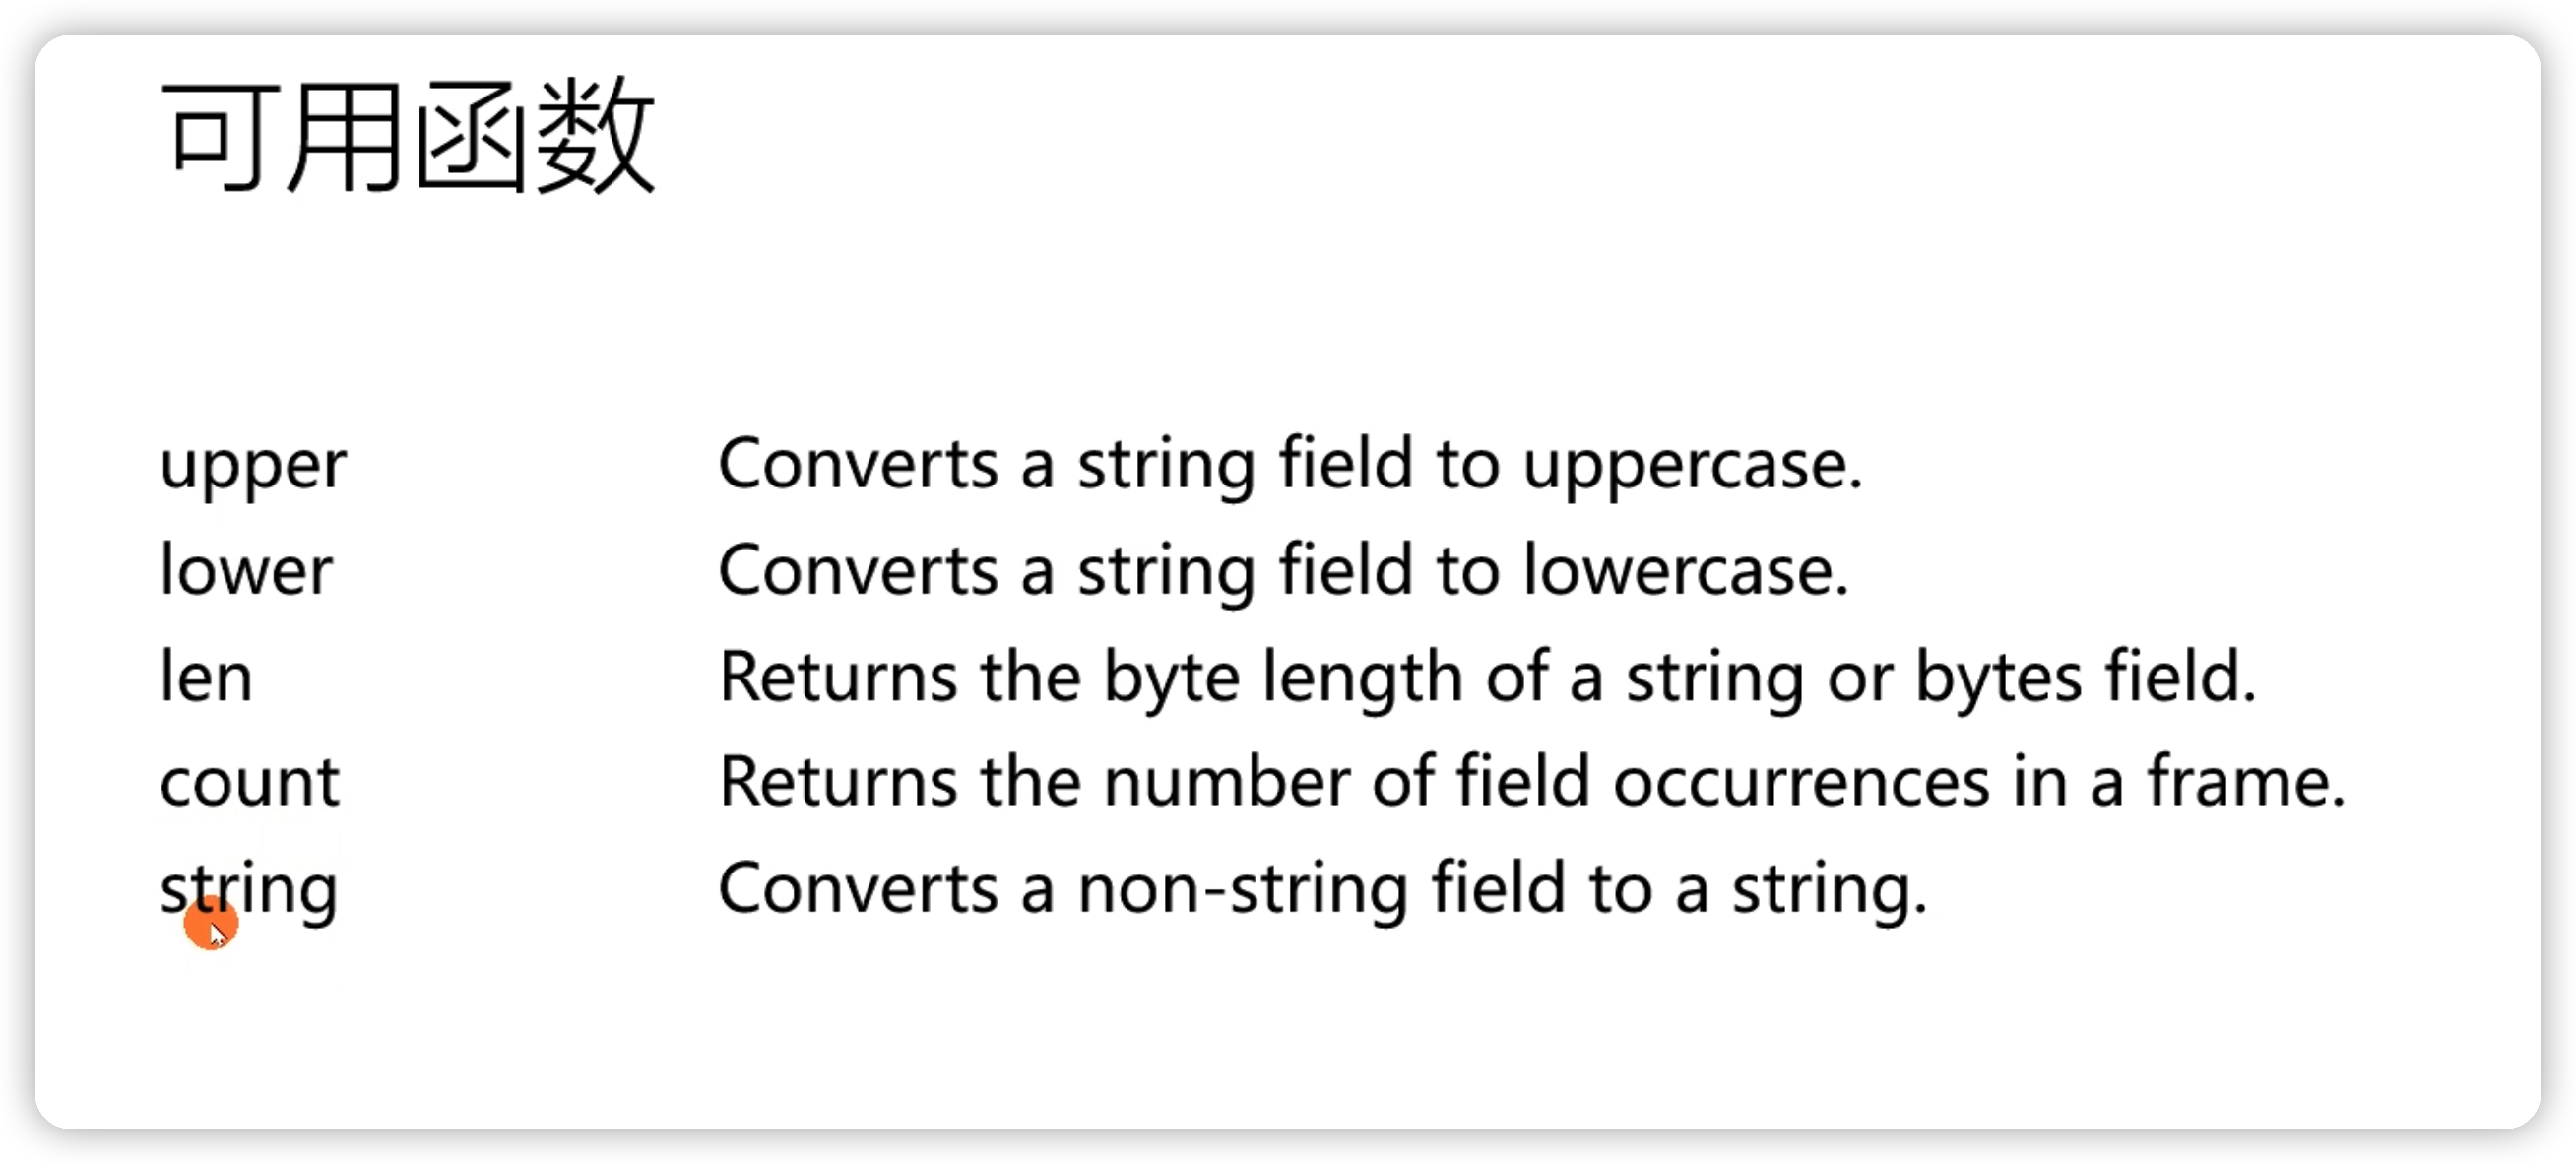 可用函数
upper Converts a string field to uppercase.
lower Converts a string field to lowercase.
len Returns the byte length of a string or bytes field.
count Returns the number of field occurrences in a frame.
string Converts a non-string field to a string.